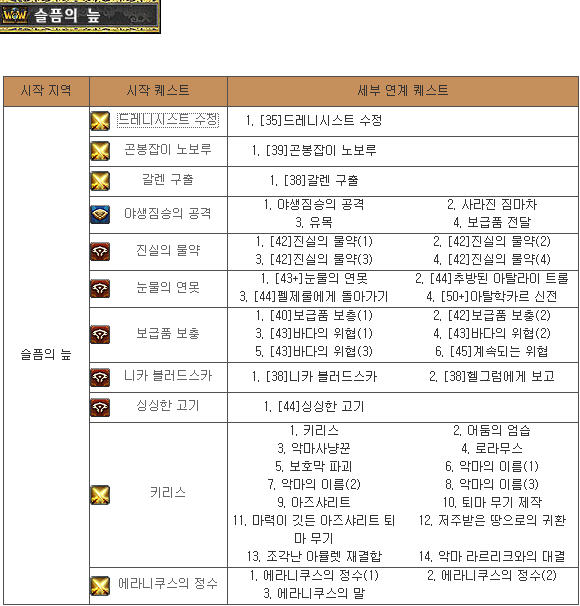 WoW 슬픔의 늪
시작 지역 시작 퀘스트 세부 연계 퀘스트
슬픔의 늪
드레니시스트 수정 1. [35]드레니시스트 수정
곤봉잡이 노보루 1. [39]곤봉잡이 노보루
갈렌 구출 1. [38]갈렌 구출
야생짐승의 공격 1. 야생짐승의 공격 2. 사라진 짐마차
3. 유목 4. 보급품 전달
진실의 물약 1. [42]진실의 물약(1) 2. [42]진실의 물약(2)
3. [42]진실의 물약(3) 4. [42]진실의 물약(4)
눈물의 연못 1. [43+]눈물의 연못 2. [44]추방된 아탈라이 트롤
3. [44]펠제룰에게 돌아가기 4. [50+]아탈학카르 신전
보급품 보충 1. [40]보급품 보충(1) 2. [42]보급품 보충(2)
3. [43]바다의 위협(1) 4. [43]바다의 위협(2)
5. [43]바다의 위협(3) 6. [45]계속되는 위협
니카 블러드스카 1. [38]니카 블러드스카 2. [38]헬그럼에게 보고
싱싱한 고기 1. [44]싱싱한 고기
키리스 1. 키리스 2. 어둠의 엄습
3. 악마사냥꾼 4. 로라무스
5. 보호막 파괴 6. 악마의 이름(1)
7. 악마의 이름(2) 8. 악마의 이름(3)
9. 아즈샤리트 10. 퇴마 무기 제작
11. 마력이 깃든 아즈샤리트 퇴 12. 저주받은 땅으로의 귀환
마 무기
13. 조각난 아뮬렛 재결합 14. 악마 라르리크와의 대결
에라니쿠스의 정수 1. 에라니쿠스의 정수(1) 2. 에라니쿠스의 정수(2)
3. 에라니쿠스의 말